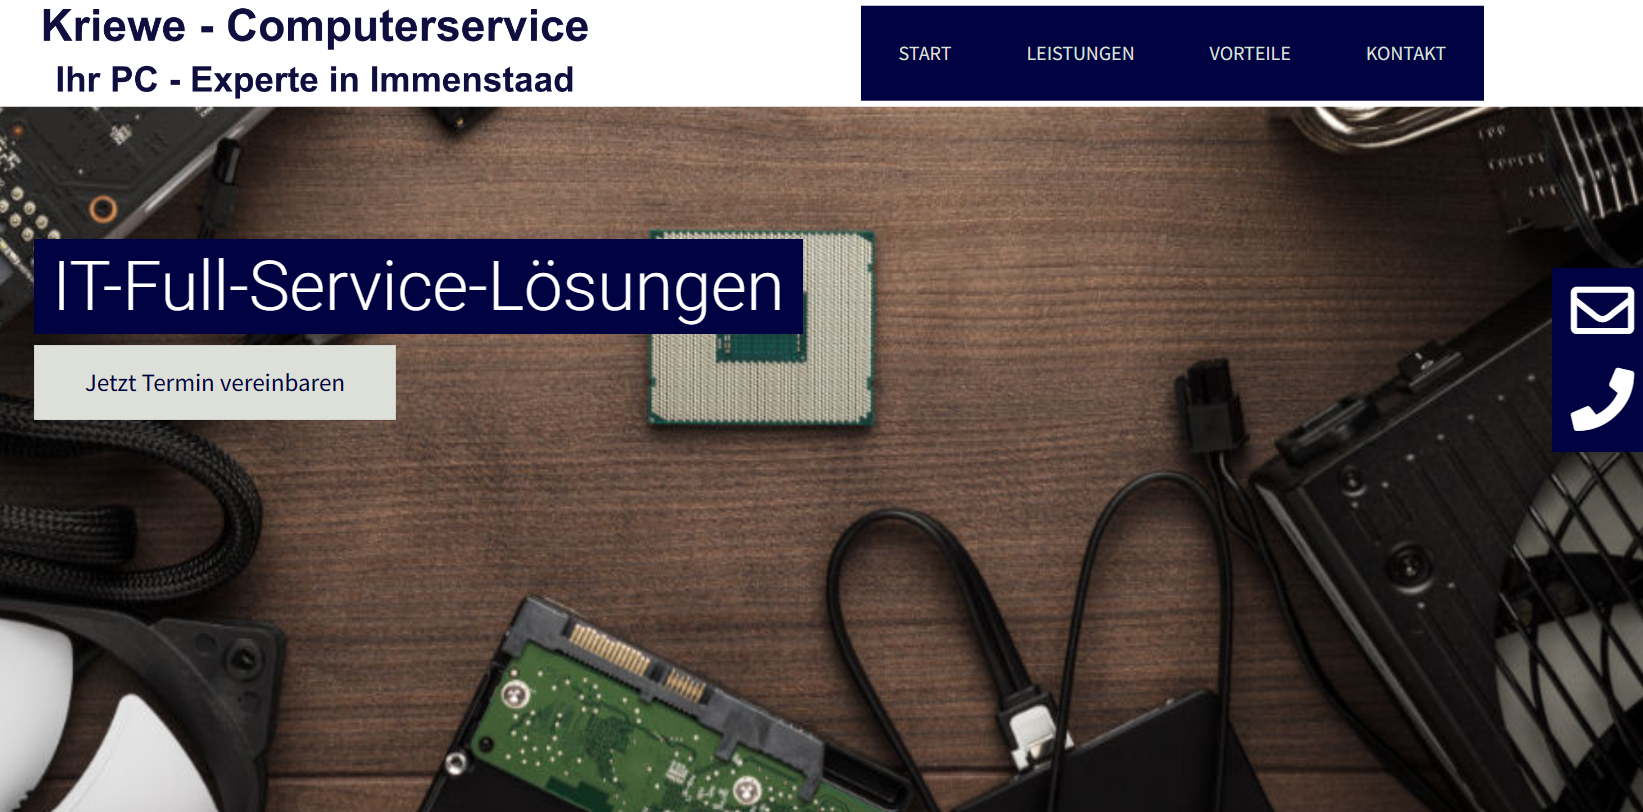 Kriewe - Computerservice
Ihr PC - Experte in Immenstaad
START LEISTUNGEN VORTEILE KONTAKT
IT-Full-Service-Lösungen
Jetzt Termin vereinbaren